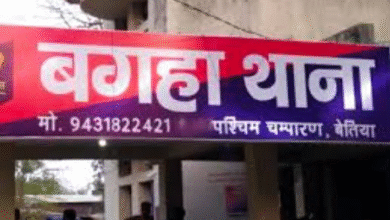 बगहा थाना
मो. 9431822421 पश्चिम चम्पारण, बेतिया